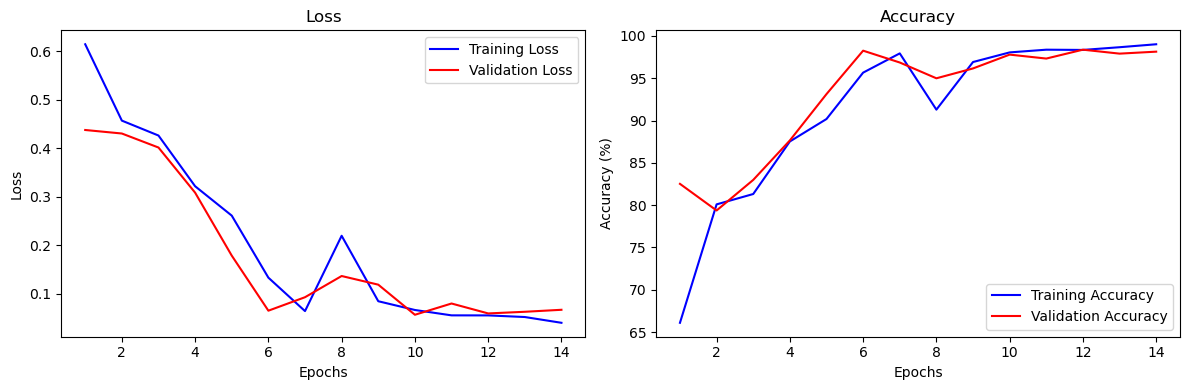 Loss
Training Loss
Validation Loss
0.6
0.5
0.4
0.3
0.2
0.1
Loss
2 4 6 8 10 12 14
Epochs
Accuracy
100
95
90
85
80
75
70
65
Accuracy (%)
Training Accuracy
Validation Accuracy
2 4 6 8 10 12 14
Epochs